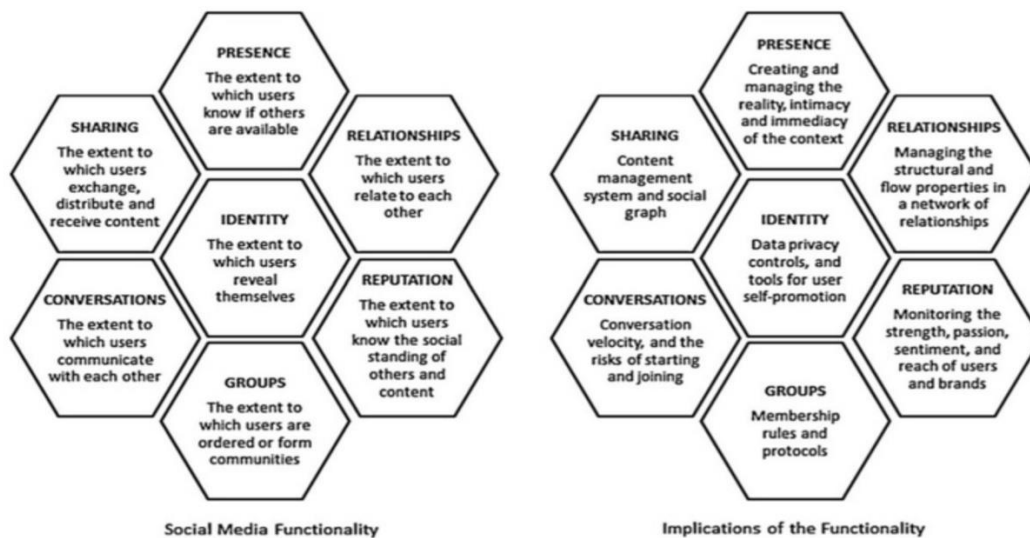 PRESENCE
The extent to
which users
know if others
are available
SHARING
The extent to
which users
exchange,
distribute and
receive content
RELATIONSHIPS
The extent to
which users
relate to each
other
IDENTITY
The extent to
which users
reveal
themselves
CONVERSATIONS
The extent to
which users
communicate
with each other
REPUTATION
The extent to
which users
know the social
standing of
others and
content
GROUPS
The extent to
which users are
ordered or form
communities
Social Media Functionality
PRESENCE
Creating and
managing the
reality, intimacy
and immediacy
of the context
SHARING
Content
management
system and social
graph
RELATIONSHIPS
Managing the
structural and
flow properties in
a network of
relationships
IDENTITY
Data privacy
controls, and
tools for user
self-promotion
CONVERSATIONS
Conversation
velocity, and the
risks of starting
and joining
REPUTATION
Monitoring the
strength, passion,
sentiment, and
reach of users
and brands
GROUPS
Membership
rules and
protocols
Implications of the Functionality